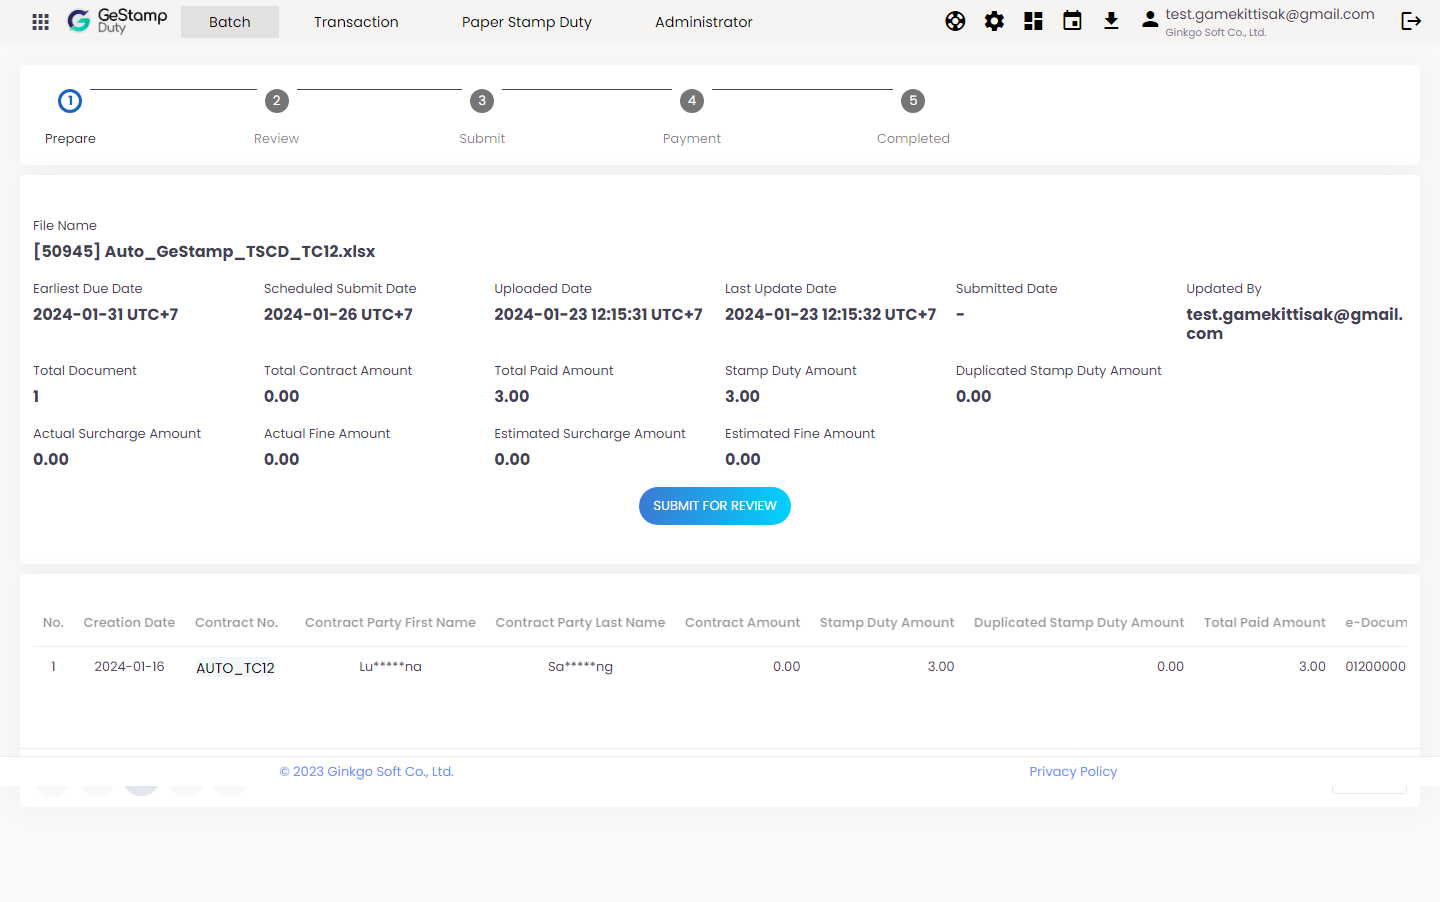 GeStamp
Duty
Batch
Transaction
Paper Stamp Duty
Administrator
test.gamekittisak@gmail.com
Ginkgo Soft Co., Ltd.
1
2
3
4
5
Prepare
Review
Submit
Payment
Completed
File Name
[50945] Auto_GeStamp_TSCD_TC12.xlsx
Earliest Due Date
Scheduled Submit Date
Uploaded Date
Last Update Date
Submitted Date
Updated By
2024-01-31 UTC+7
2024-01-26 UTC+7
2024-01-23 12:15:31 UTC+7
2024-01-23 12:15:32 UTC+7
-
test.gamekittisak@gmail.
com
Total Document
Total Contract Amount
Total Paid Amount
Stamp Duty Amount
Duplicated Stamp Duty Amount
1
0.00
3.00
3.00
0.00
Actual Surcharge Amount
Actual Fine Amount
Estimated Surcharge Amount
Estimated Fine Amount
0.00
0.00
0.00
0.00
SUBMIT FOR REVIEW
No. Creation Date Contract No. Contract Party First Name Contract Party Last Name Contract Amount Stamp Duty Amount Duplicated Stamp Duty Amount Total Paid Amount e-Docum
1 2024-01-16 AUTO_TC12 Lu*****na Sa*****ng 0.00 3.00 0.00 3.00 01200000
© 2023 Ginkgo Soft Co., Ltd.
Privacy Policy